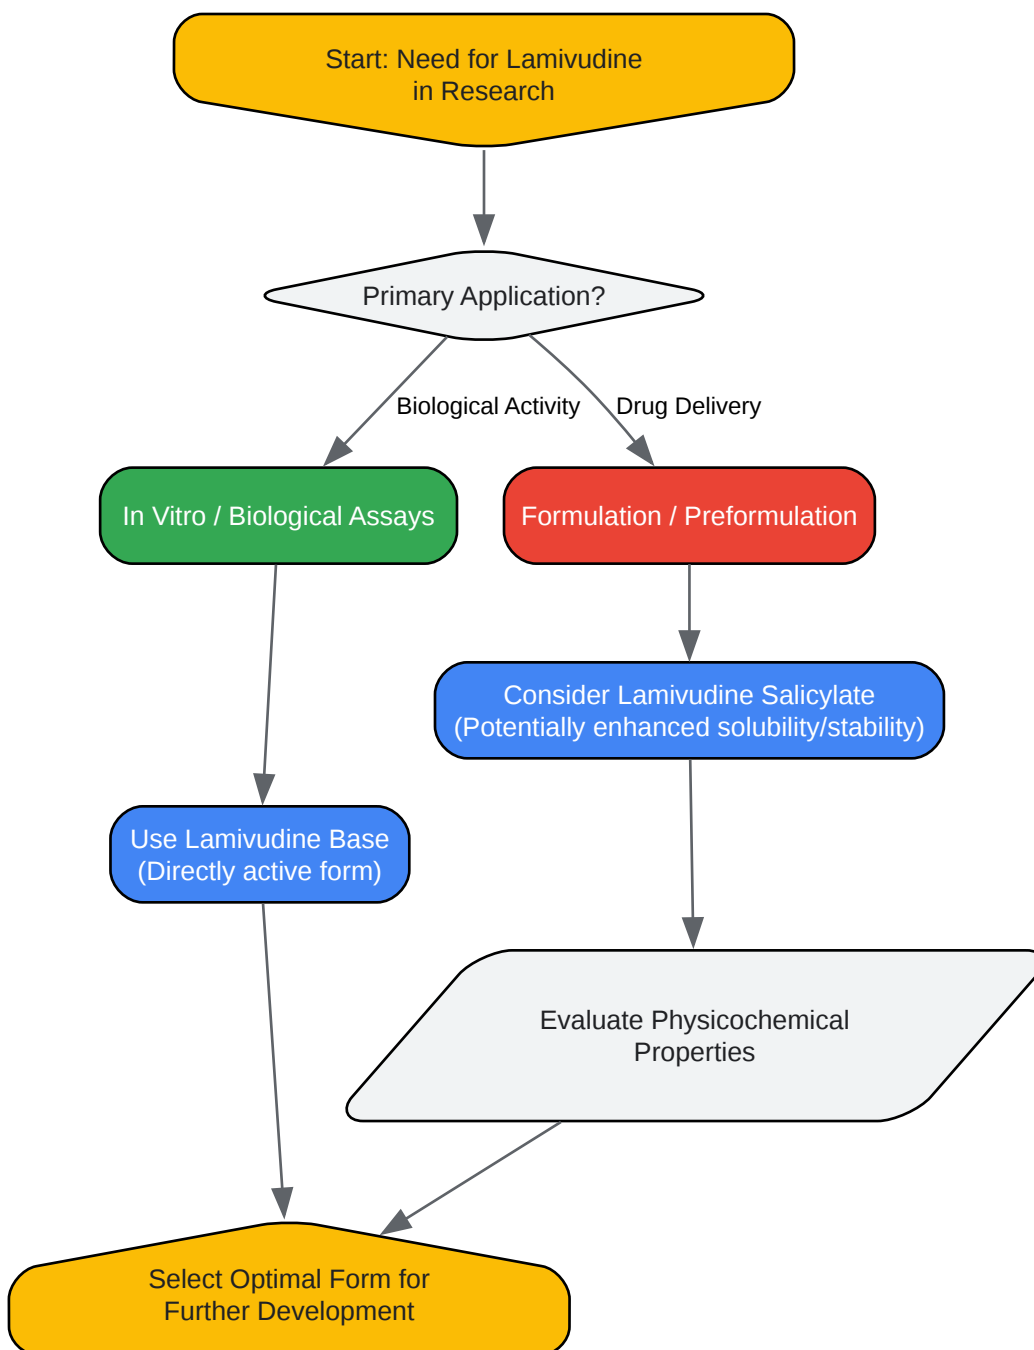 Start: Need for Lamivudine
in Research
Primary Application?
Biological Activity
Drug Delivery
In Vitro / Biological Assays
Formulation / Preformulation
Consider Lamivudine Salicylate
(Potentially enhanced solubility/stability)
Use Lamivudine Base
(Directly active form)
Evaluate Physicochemical
Properties
Select Optimal Form for
Further Development